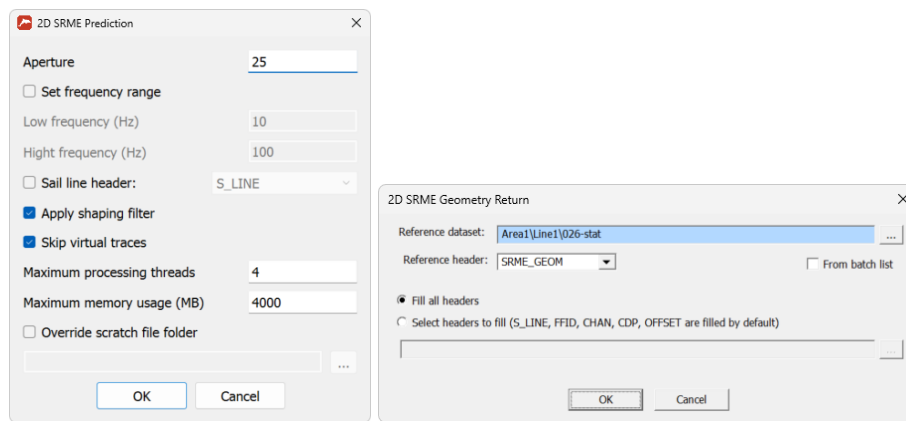 2D SRME Prediction
Aperture 25
Set frequency range
Low frequency (Hz) 10
Hight frequency (Hz) 100
Sail line header: S_LINE
Apply shaping filter
Skip virtual traces
Maximum processing threads 4
Maximum memory usage (MB) 4000
Override scratch file folder
...
OK Cancel
2D SRME Geometry Return
Reference dataset: Area1\Line1\026-stat ...
Reference header: SRME_GEOM From batch list
Fill all headers
Select headers to fill (S_LINE, FFID, CHAN, CDP, OFFSET are filled by default)
...
OK Cancel